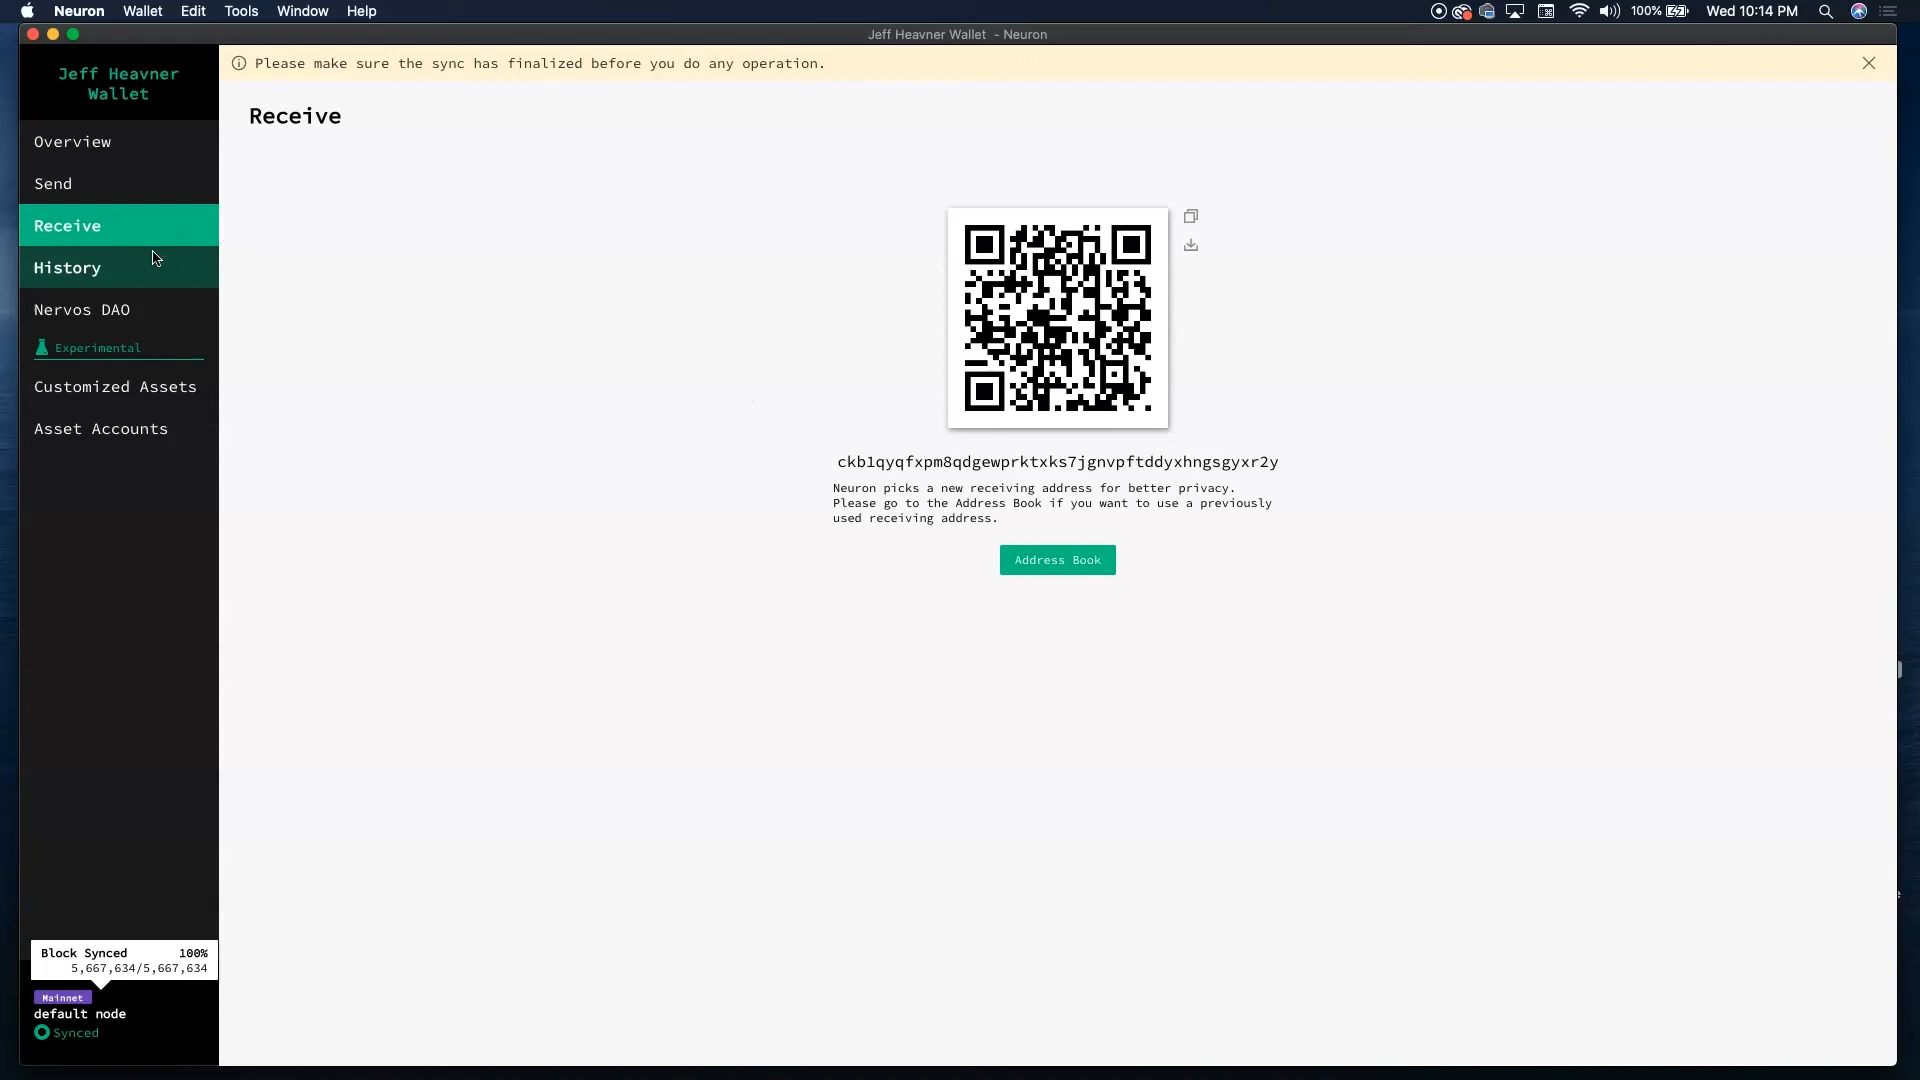 Neuron Wallet Edit Tools Window Help 100% Wed 10:14 PM
Jeff Heavner Wallet - Neuron
Jeff Heavner
Wallet
Please make sure the sync has finalized before you do any operation.
Receive
Overview
Send
Receive
History
Nervos DAO
Experimental
Customized Assets
Asset Accounts
ckb1qyqfxpm8qdgewprktxks7jgnvpftddyxhngsgyxr2y
Neuron picks a new receiving address for better privacy.
Please go to the Address Book if you want to use a previously
used receiving address.
Address Book
Block Synced 100%
5,667,634/5,667,634
Mainnet
default node
Synced